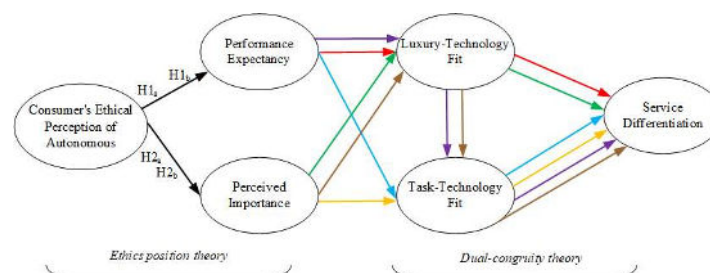 Performance
Expectancy
Luxury-Technology
Fit
H1a
H1b
Consumer's Ethical
Perception of
Autonomous
Service
Differentiation
H2a
H2b
Perceived
Importance
Task-Technology
Fit
Ethics position theory
Dual-congruity theory